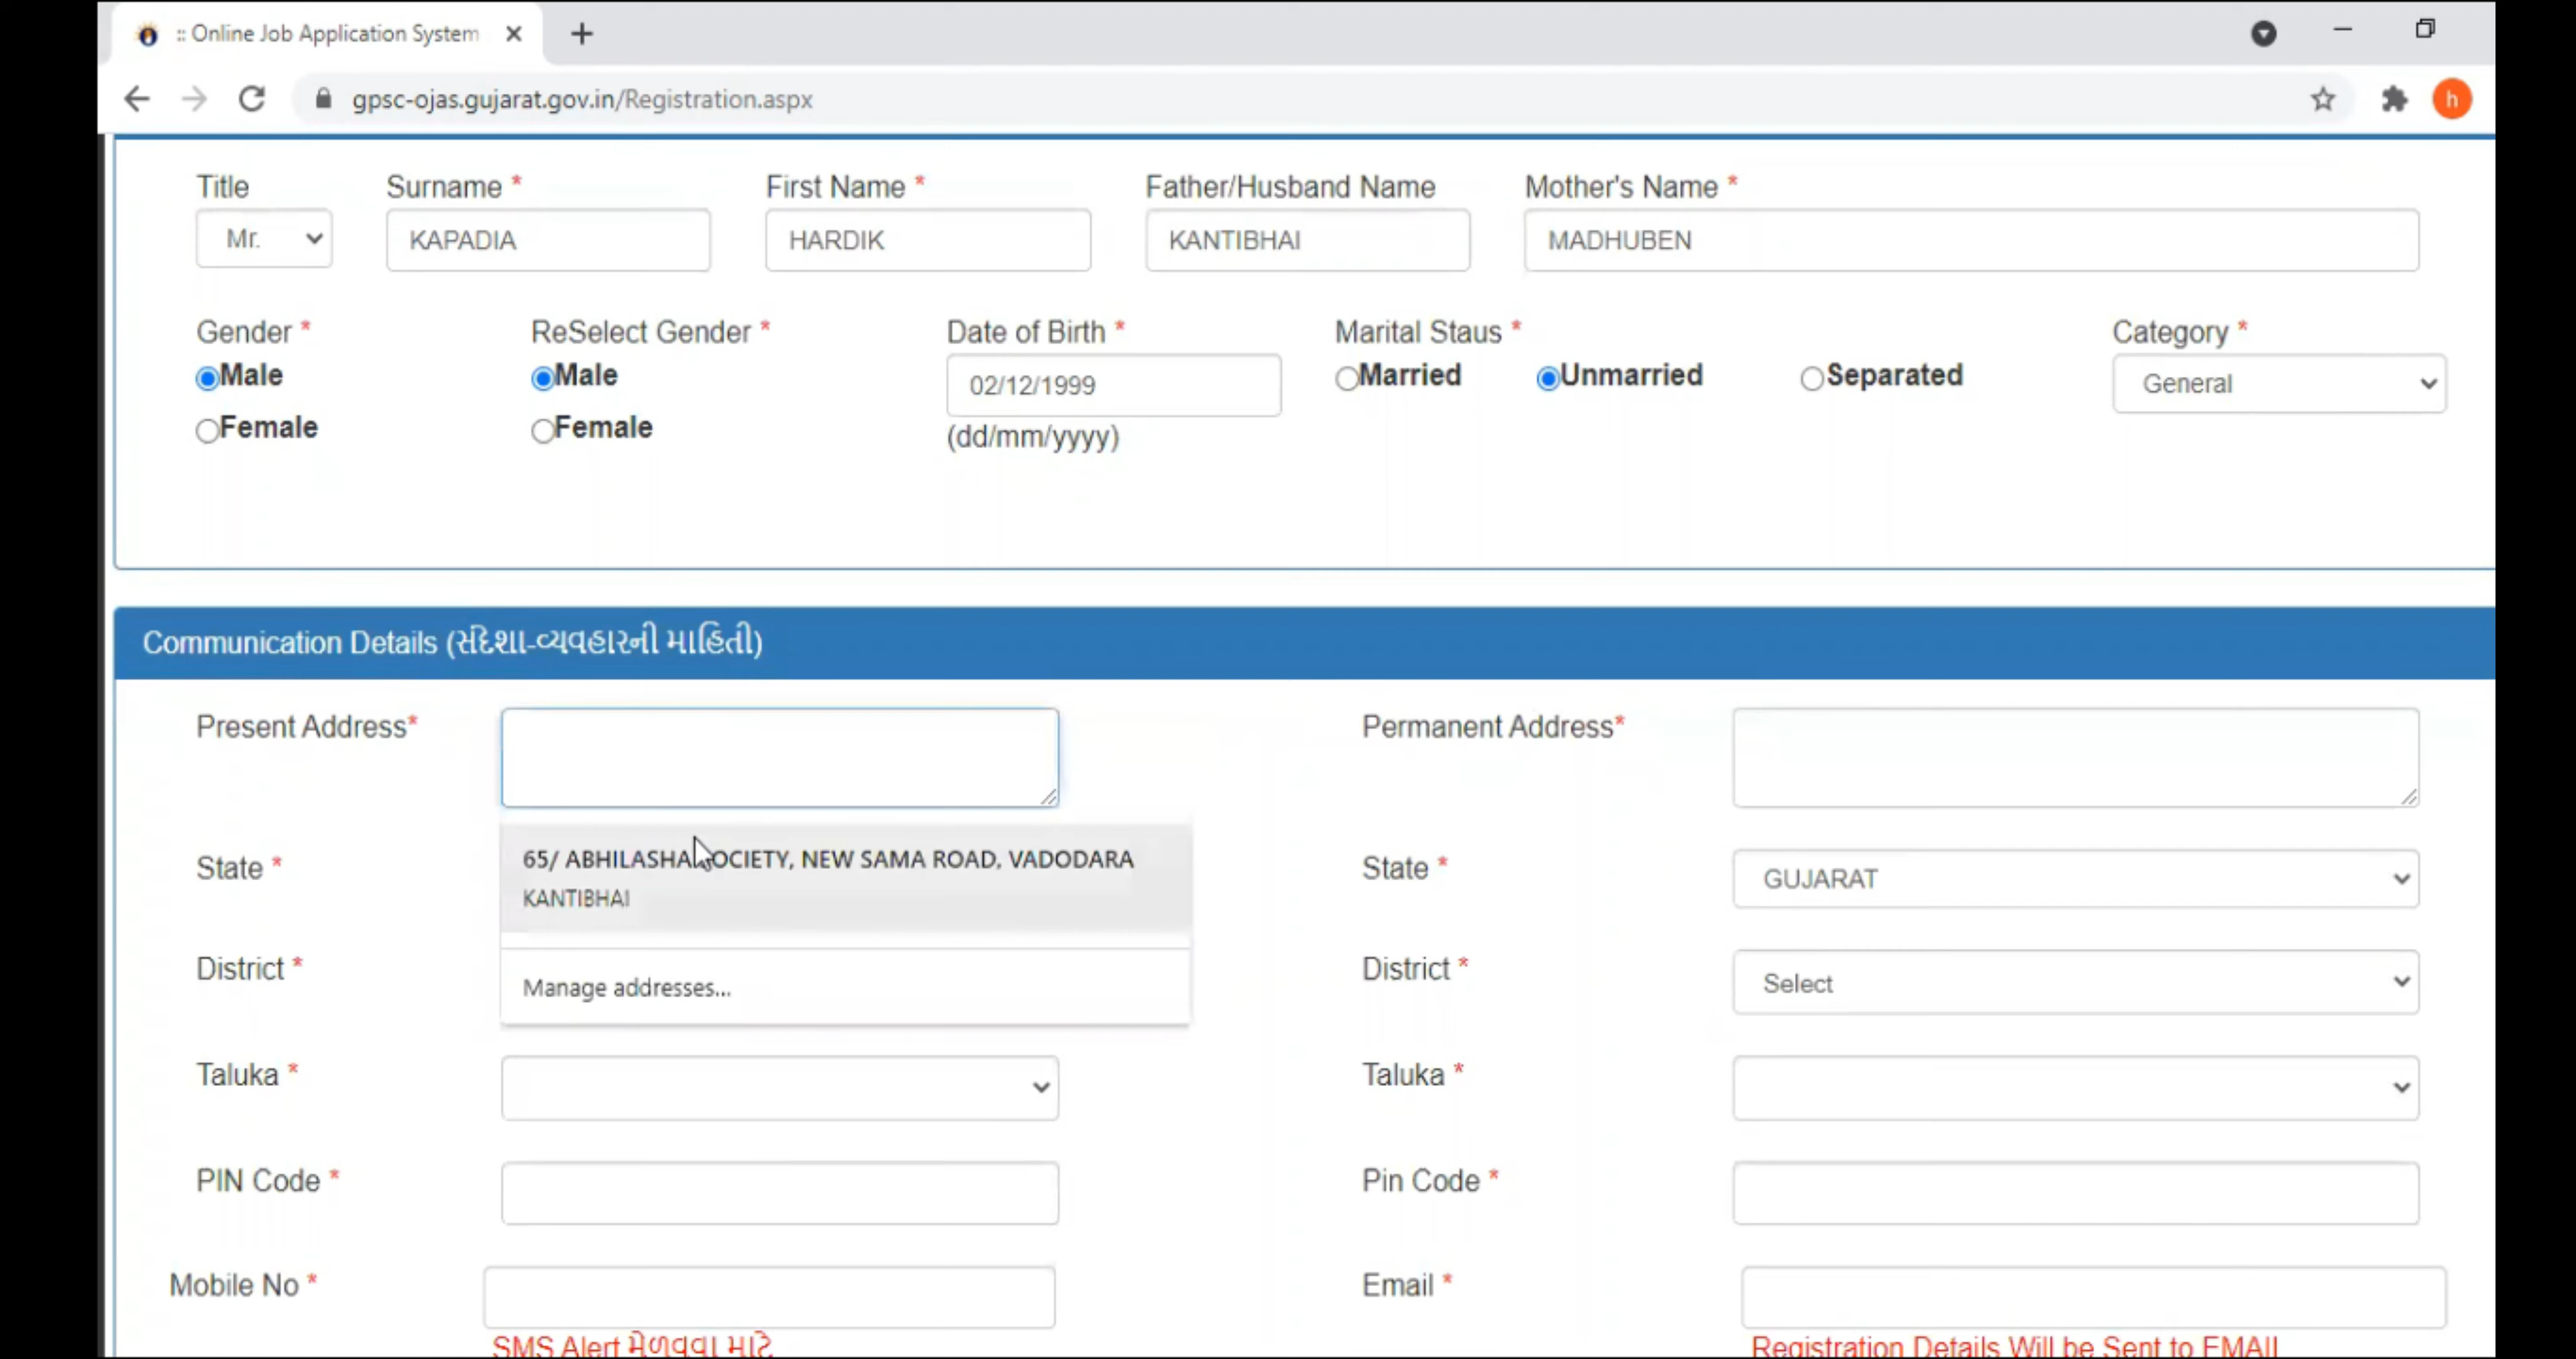 :: Online Job Application System
gpsc-ojas.gujarat.gov.in/Registration.aspx
h
Title Surname * First Name * Father/Husband Name Mother's Name *
Mr. KAPADIA HARDIK KANTIBHAI MADHUBEN
Gender * ReSelect Gender * Date of Birth * Marital Staus * Category *
Male Male 02/12/1999 Married Unmarried Separated General
Female Female (dd/mm/yyyy)
Communication Details (સંદેશા-વ્યવહારની માહિતી)
Present Address* Permanent Address*
65/ ABHILASHA SOCIETY, NEW SAMA ROAD, VADODARA
KANTIBHAI
State * State * GUJARAT
District * District * Select
Manage addresses...
Taluka * Taluka *
PIN Code * Pin Code *
Mobile No * Email *
SMS Alert મેળવવા માટે Registration Details Will be Sent to EMAIl